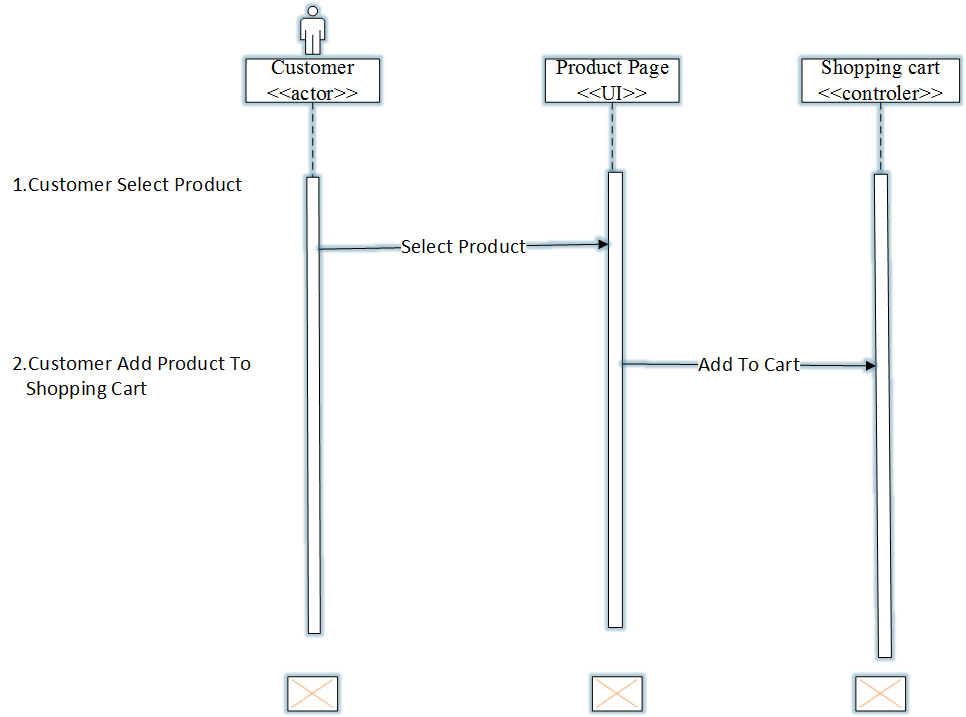 Customer
<<actor>>
Product Page
<<UI>>
Shopping cart
<<controler>>
1.Customer Select Product
Select Product
2.Customer Add Product To
Shopping Cart
Add To Cart